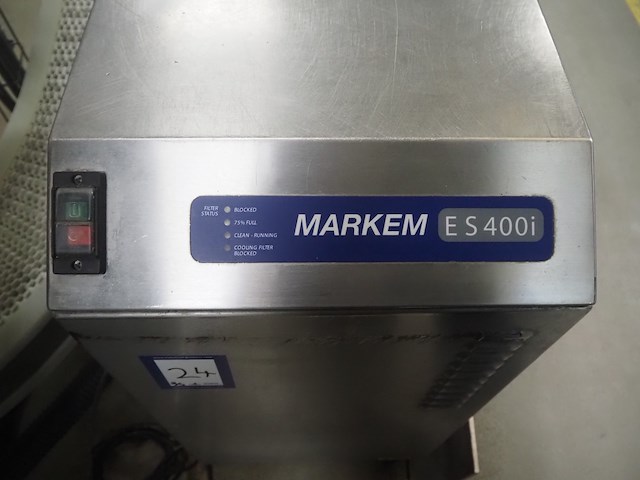 FILTER
STATUS
BLOCKED
75% FULL
CLEAN - RUNNING
COOLING FILTER
BLOCKED
MARKEM
ES400i
24